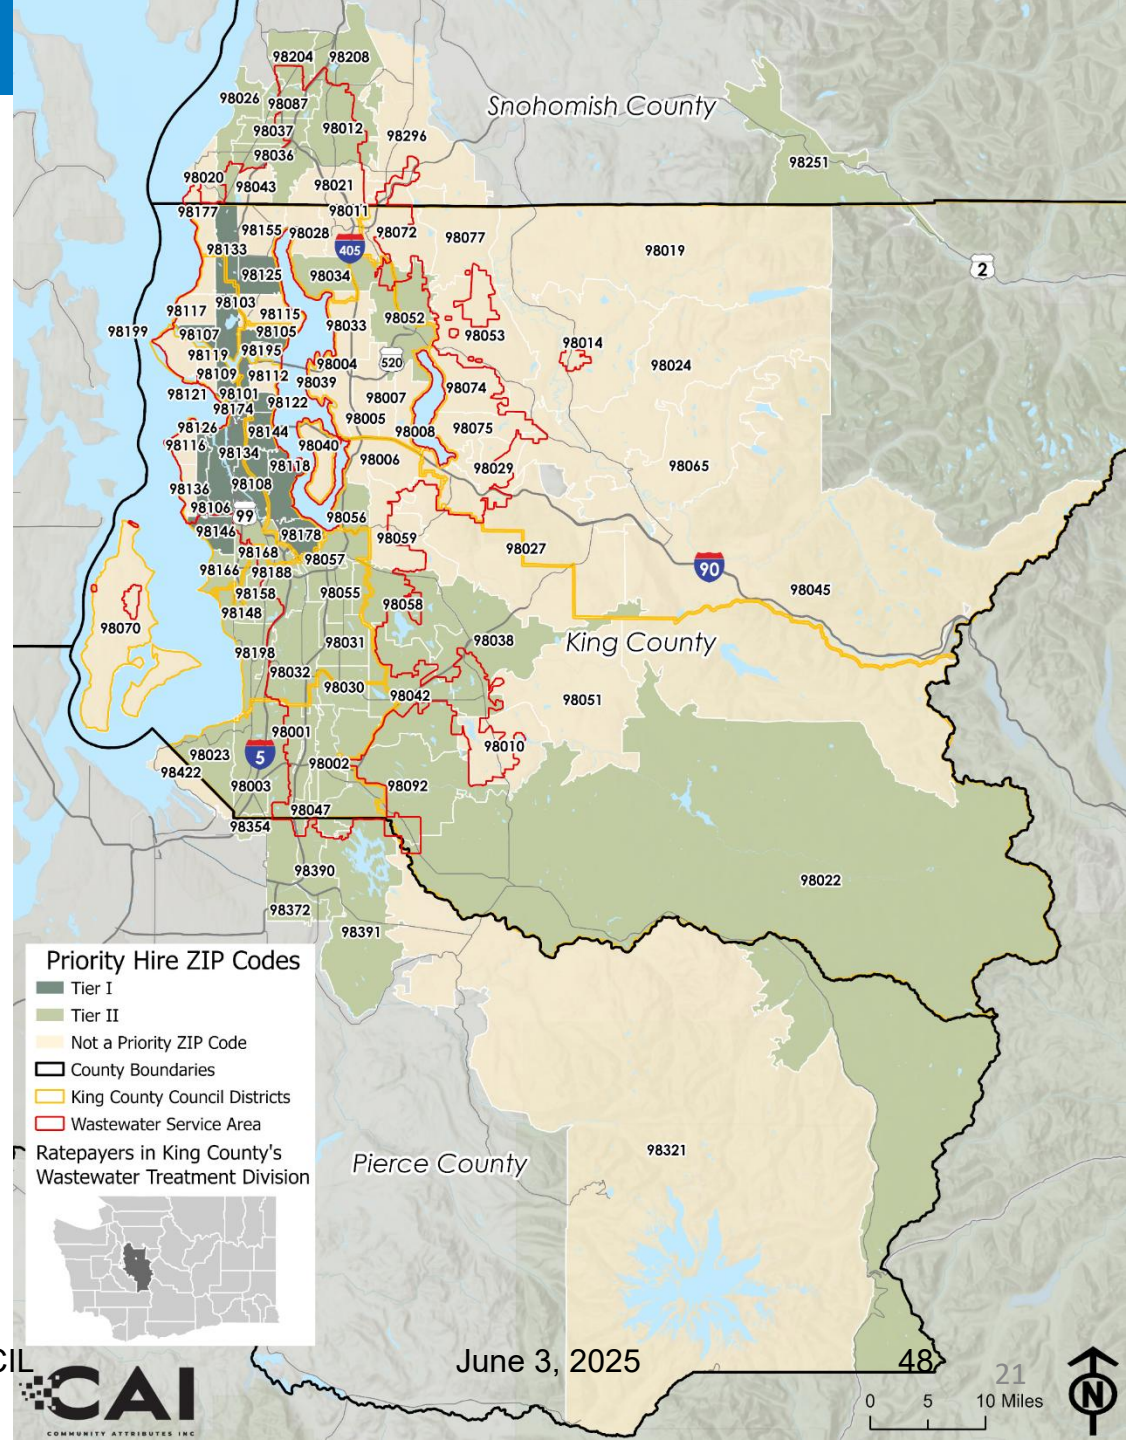 98204 98208
Snohomish County
98026 98087
98037 98012
98296
98036
98251
98020 98043 98021
98177 98011
98155 98028 98072 98077
98133 405
98019
98125 98034
2
98103
98117 98115 98052
98199 98107 98105 98033 98053
98014
98119 98195 98004 520
98024
98109 98112 98039
98121 98101 98007 98074
98174 98122
98005
98126 98144 98008 98075
98116 98134 98040
98118 98006 98029 98065
98136 98108
98106 99 98056
98146 98178 98059
98168 98057 98027
98166 98188 90
98158 98055 98045
98148 98058
98070
98031 98038 King County
98198
98032
98030 98042 98051
98001
98023 5 98010
98422 98002
98003 98092
98047
98354
98390 98022
98372
98391
Priority Hire ZIP Codes
Tier I
Tier II
Not a Priority ZIP Code
County Boundaries
King County Council Districts
Wastewater Service Area
Ratepayers in King County's
Wastewater Treatment Division
98321
Pierce County
CIL
June 3, 2025
48
21
CAI
COMMUNITY ATTRIBUTES INC
0 5 10 Miles
N